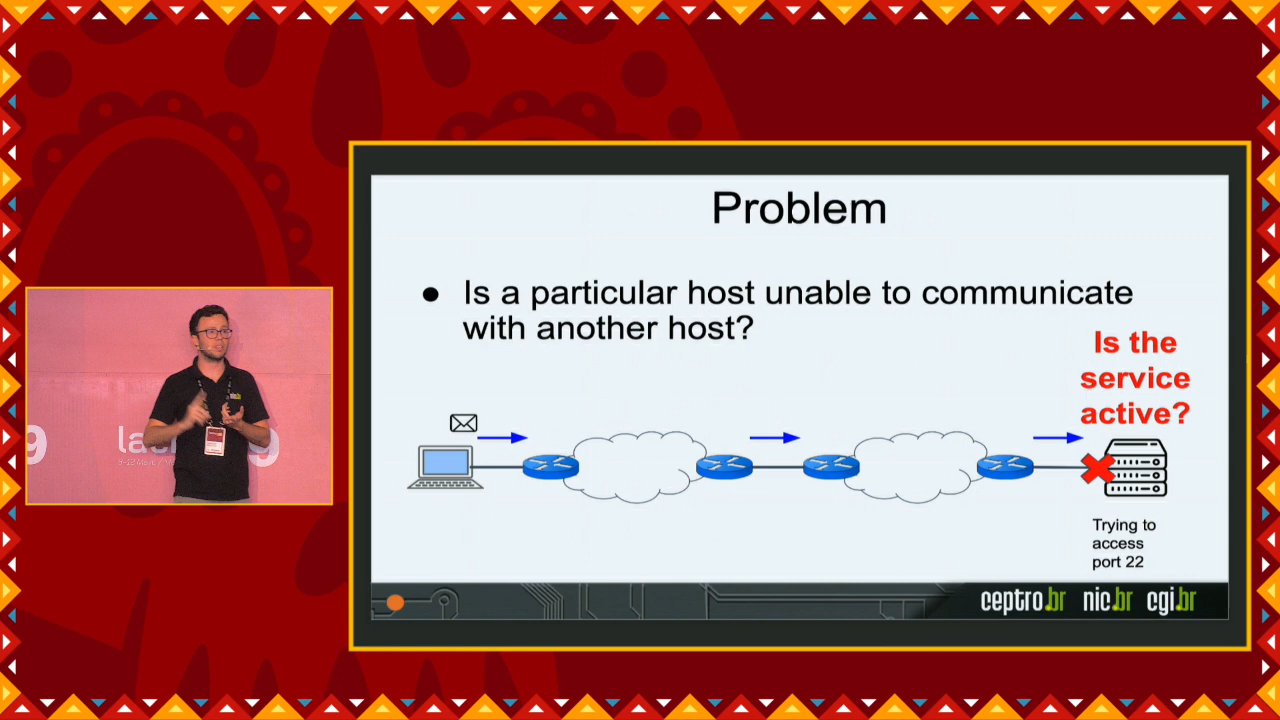 Problem
● Is a particular host unable to communicate
with another host?
Is the
service
active?
Trying to
access
port 22
ceptro.br nic.br cgi.br